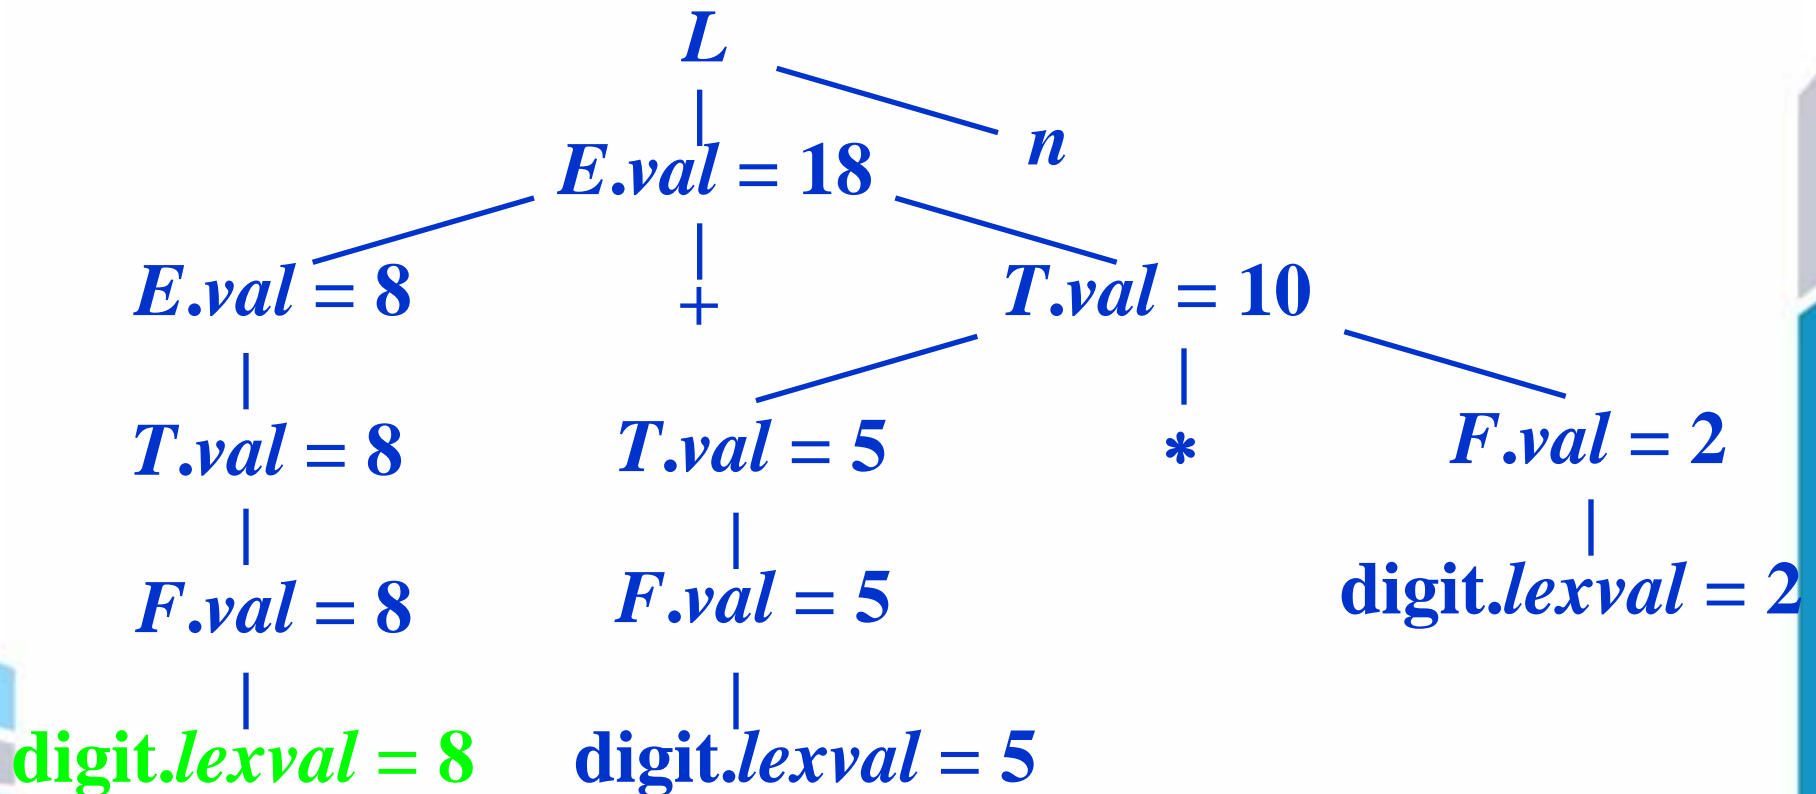 L
n
E.val = 18
E.val = 8 + T.val = 10
T.val = 8 T.val = 5 * F.val = 2
F.val = 8 F.val = 5 digit.lexval = 2
digit.lexval = 8 digit.lexval = 5